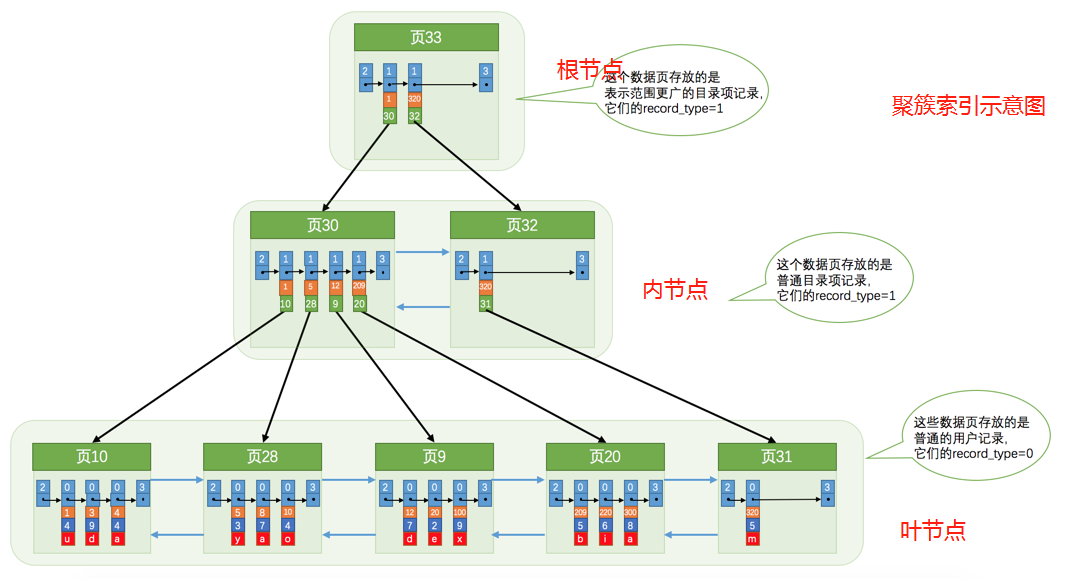 页33
2 1 1 3
1 320
30 32
根节点
这个数据页存放的是
表示范围更广的目录项记录,
它们的record_type=1
聚簇索引示意图
页30
2 1 1 1 1 3
1 5 12 209
10 28 9 20
页32
2 1 3
320
31
内节点
这个数据页存放的是
普通目录项记录,
它们的record_type=1
页10
2 0 0 0 3
1 3 4
4 9 4
u d a
页28
2 0 0 0 3
5 8 10
3 7 4
y a o
页9
2 0 0 0 3
12 20 100
7 2 9
d e x
页20
2 0 0 0 3
209 220 300
5 6 8
b i a
页31
2 0 3
320
5
m
这些数据页存放的是
普通的用户记录,
它们的record_type=0
叶节点